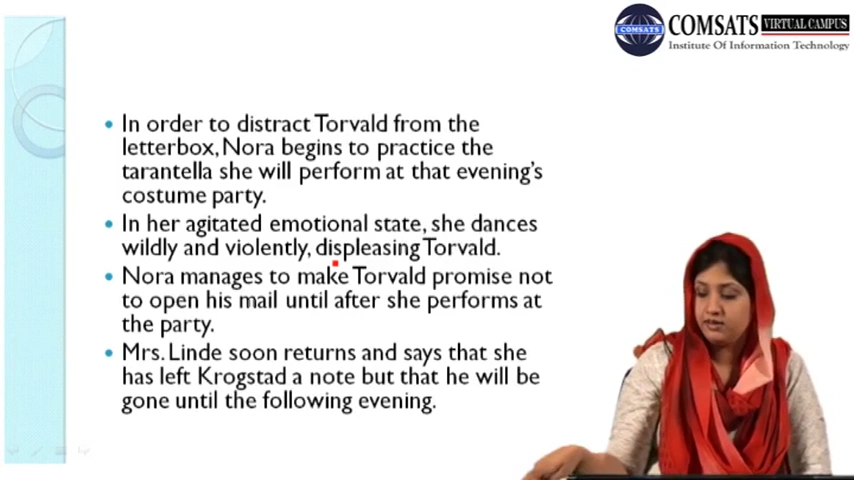 COMSATS VIRTUAL CAMPUS
COMSATS
Institute Of Information Technology
In order to distract Torvald from the
letterbox, Nora begins to practice the
tarantella she will perform at that evening's
costume party.
In her agitated emotional state, she dances
wildly and violently, displeasing Torvald.
Nora manages to make Torvald promise not
to open his mail until after she performs at
the party.
Mrs. Linde soon returns and says that she
has left Krogstad a note but that he will be
gone until the following evening.